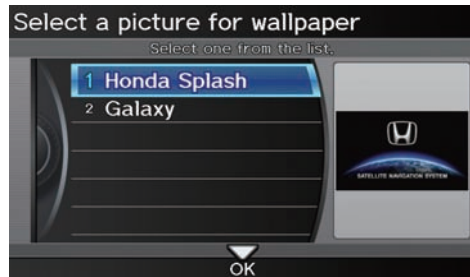 Select a picture for wallpaper
Select one from the list.
1 Honda Splash
2 Galaxy
SATELLITE NAVIGATION SYSTEM
OK